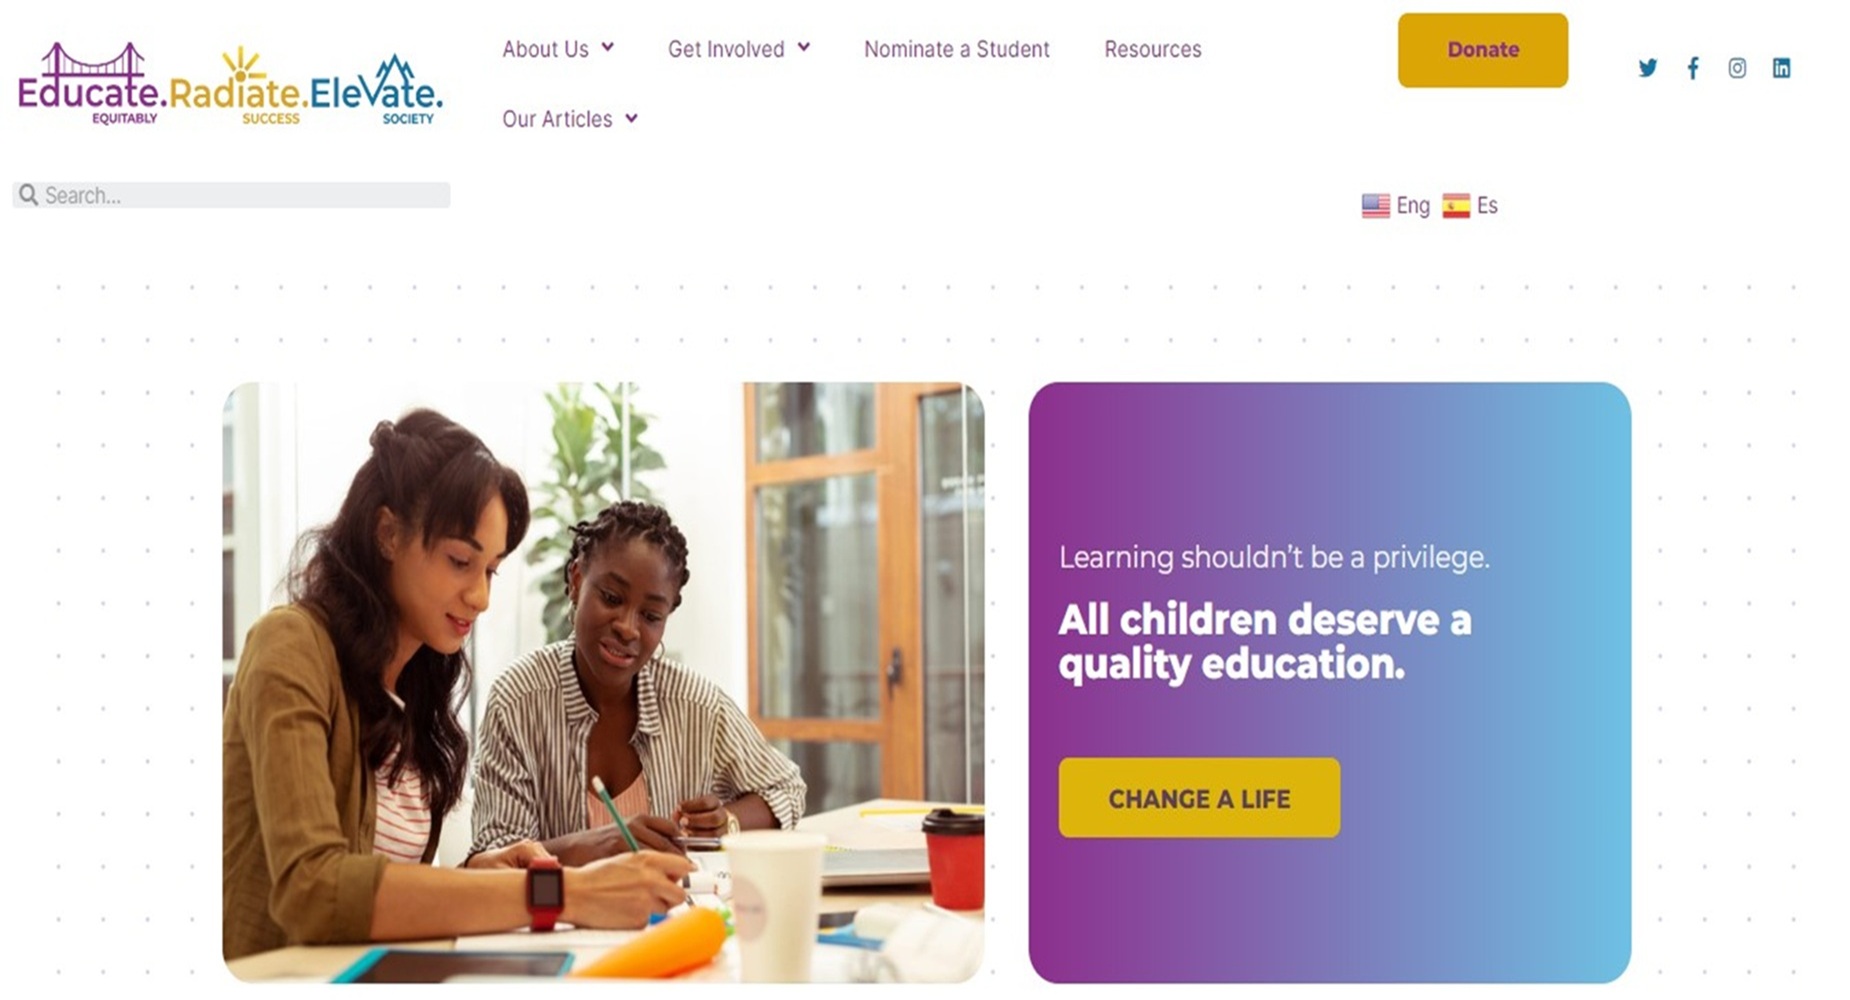 Educate.Radiate.Elevate.
EQUITABLY SUCCESS SOCIETY
About Us Get Involved Nominate a Student Resources
Our Articles
Donate
Search...
Eng Es
Learning shouldn't be a privilege.
All children deserve a
quality education.
CHANGE A LIFE